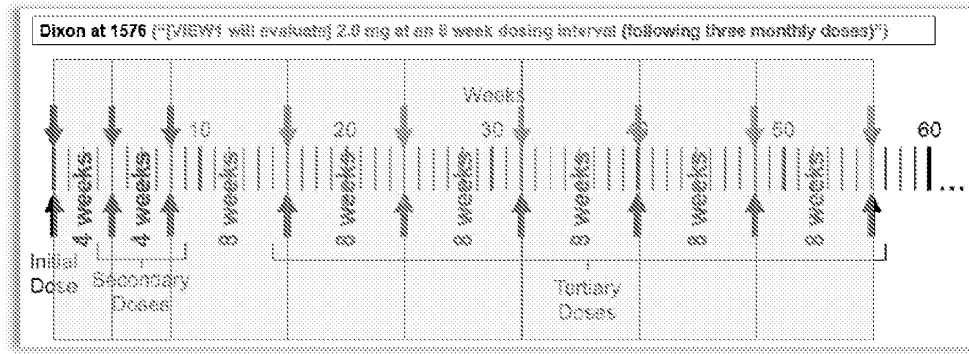 Dixon at 1576 ("[VIEW1 will evaluate] 2.0 mg at an 8 week dosing interval (following three monthly doses)")
Weeks
10 20 30 40 50 60
4 weeks 4 weeks 8 weeks 8 weeks 8 weeks 8 weeks 8 weeks 8 weeks
...
Initial
Dose
Secondary
Doses
Tertiary
Doses